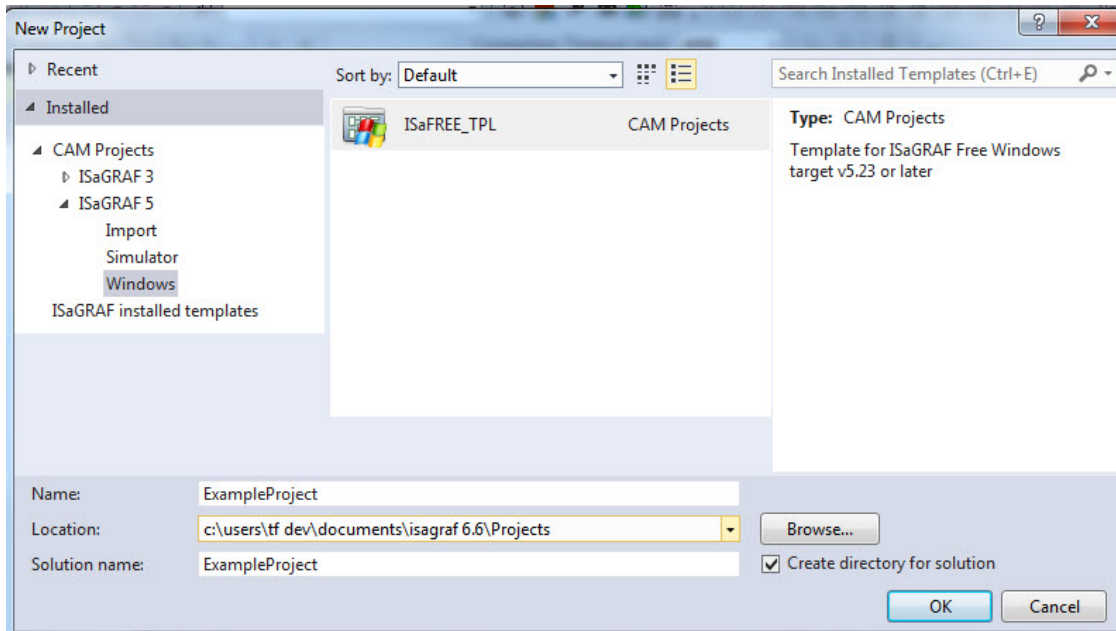 New Project
Recent
Installed
CAM Projects
ISaGRAF 3
ISaGRAF 5
Import
Simulator
Windows
ISaGRAF installed templates
Sort by: Default
ISaFREE_TPL CAM Projects
Search Installed Templates (Ctrl+E)
Type: CAM Projects
Template for ISaGRAF Free Windows
target v5.23 or later
Name: ExampleProject
Location: c:\users\tf dev\documents\isagraf 6.6\Projects
Browse...
Solution name: ExampleProject
Create directory for solution
OK Cancel